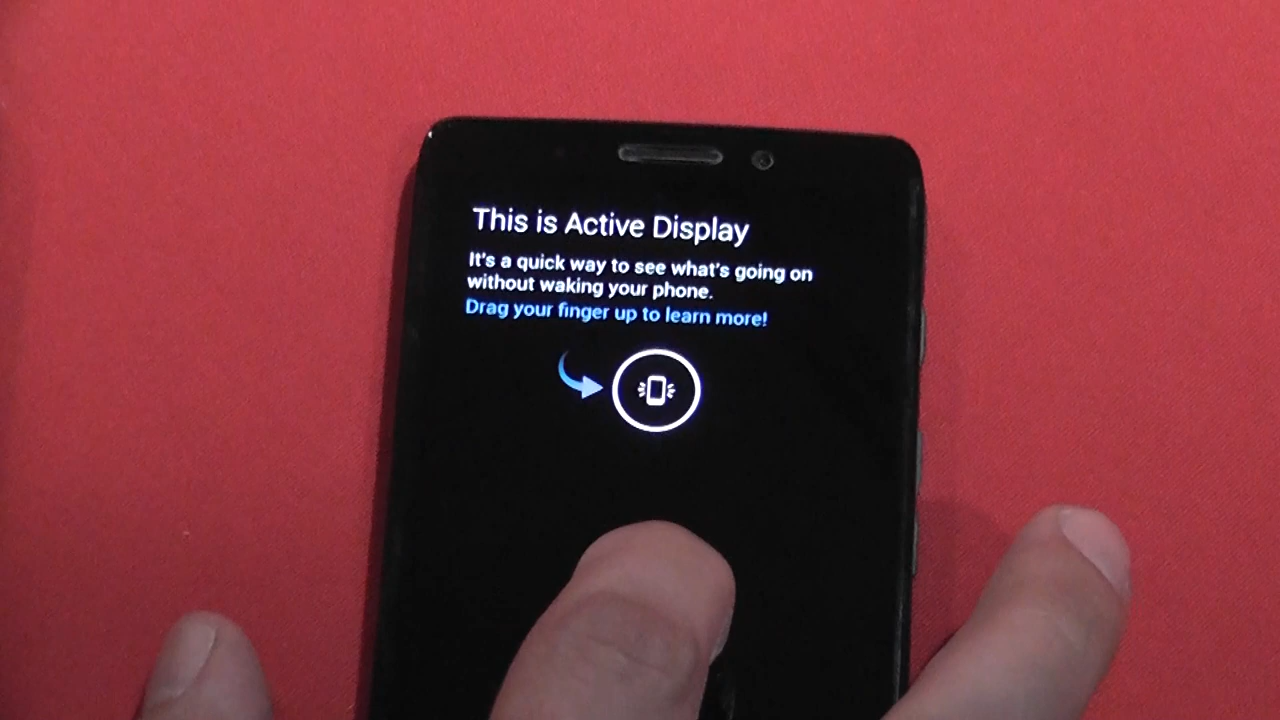 This is Active Display
It's a quick way to see what's going on
without waking your phone.
Drag your finger up to learn more!